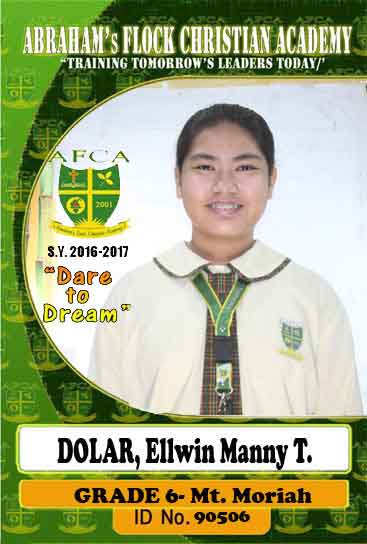 ABRAHAM's FLOCK CHRISTIAN ACADEMY
“TRAINING TOMORROW'S LEADERS TODAY/'
AFCA
2001
S.Y. 2016-2017
“Dare
to
Dream”
DOLAR, Ellwin Manny T.
GRADE 6- Mt. Moriah
ID No. 90506